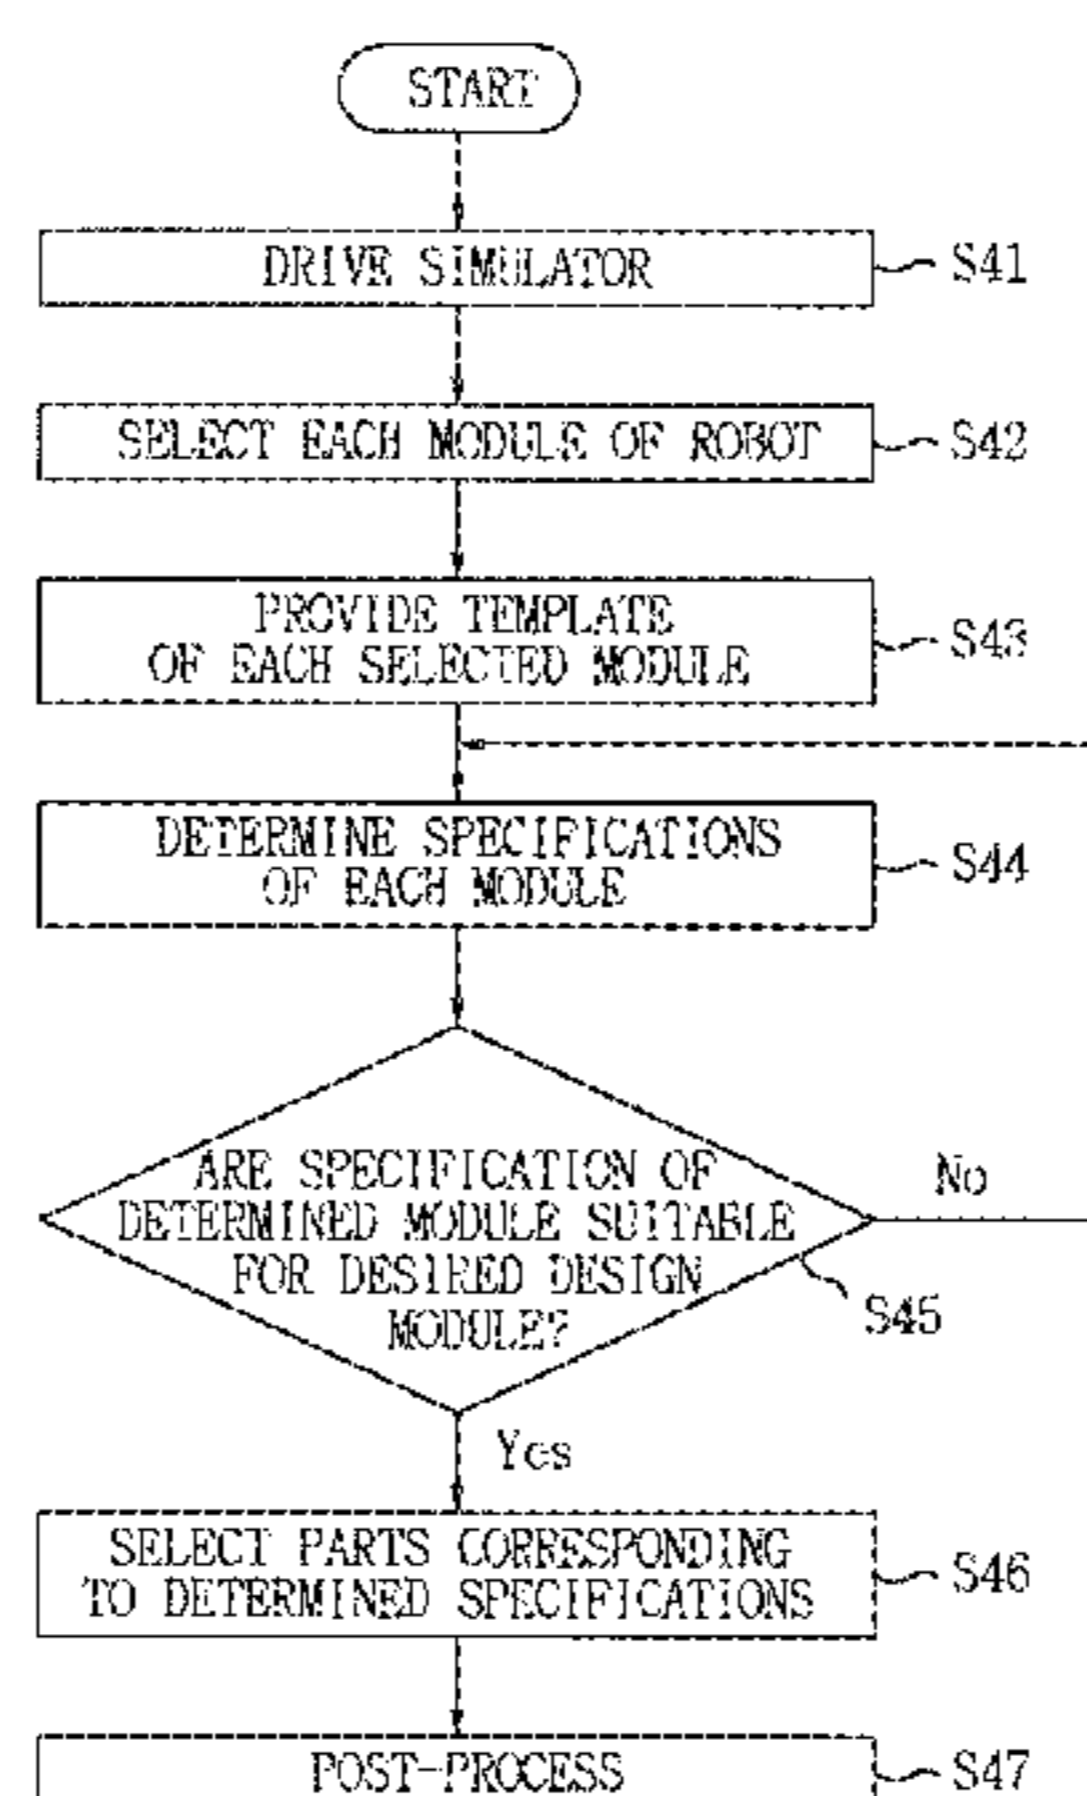 START
DRIVE SIMULATOR
S41
SELECT EACH MODULE OF ROBOT
S42
PROVIDE TEMPLATE
OF EACH SELECTED MODULE
S43
DETERMINE SPECIFICATIONS
OF EACH MODULE
S44
ARE SPECIFICATION OF
DETERMINED MODULE SUITABLE
FOR DESIRED DESIGN
MODULE?
No
S45
Yes
SELECT PARTS CORRESPONDING
TO DETERMINED SPECIFICATIONS
S46
POST-PROCESS
S47